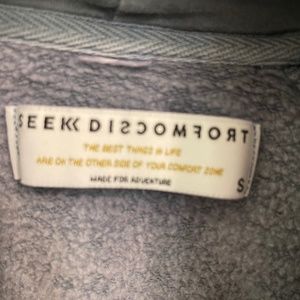 SEEK DISCOMFORT
THE BEST THINGS IN LIFE
ARE ON THE OTHER SIDE OF YOUR COMFORT ZONE
MADE FOR ADVENTURE
S